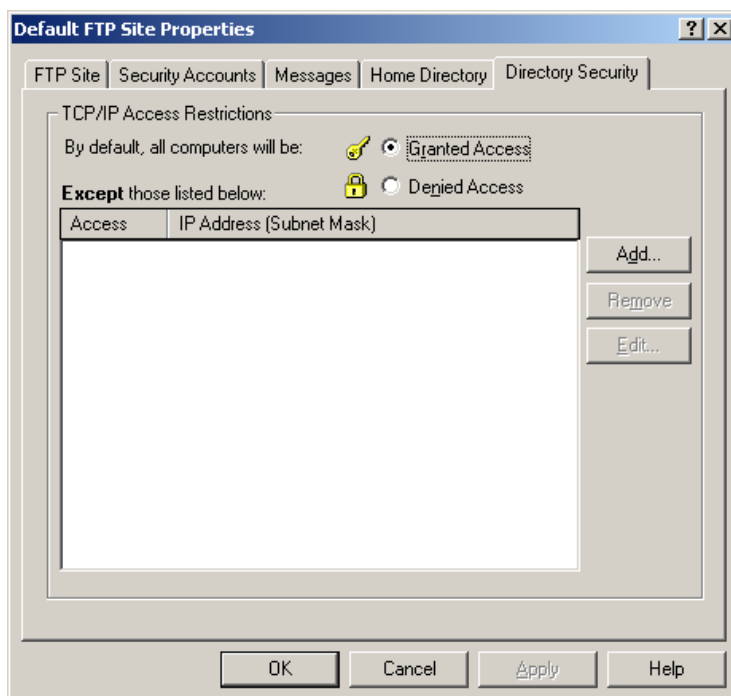 Default FTP Site Properties
FTP Site Security Accounts Messages Home Directory Directory Security
TCP/IP Access Restrictions
By default, all computers will be: Granted Access
Denied Access
Except those listed below:
Access IP Address (Subnet Mask)
Add...
Remove
Edit...
OK Cancel Apply Help